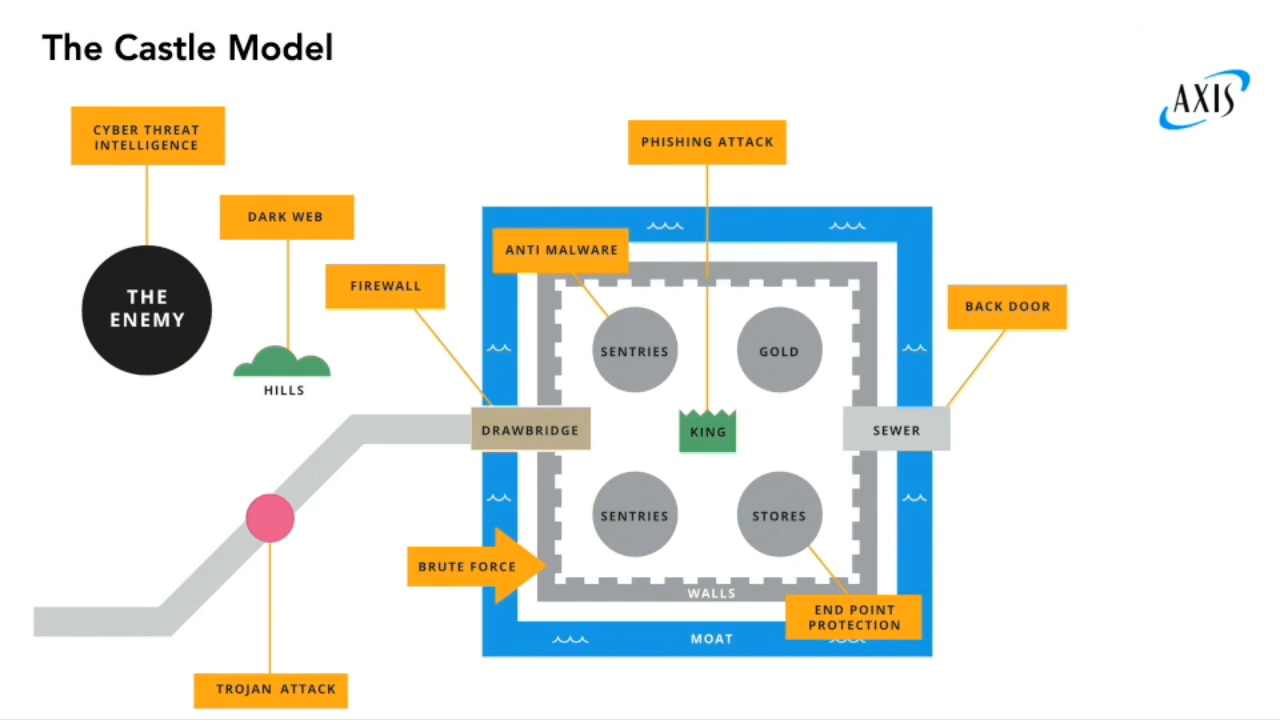 The Castle Model
AXIS
CYBER THREAT
INTELLIGENCE
PHISHING ATTACK
DARK WEB
ANTI MALWARE
FIREWALL
THE
ENEMY
BACK DOOR
SENTRIES
GOLD
HILLS
DRAWBRIDGE
KING
SEWER
SENTRIES
STORES
BRUTE FORCE
WALLS
END POINT
PROTECTION
MOAT
TROJAN ATTACK